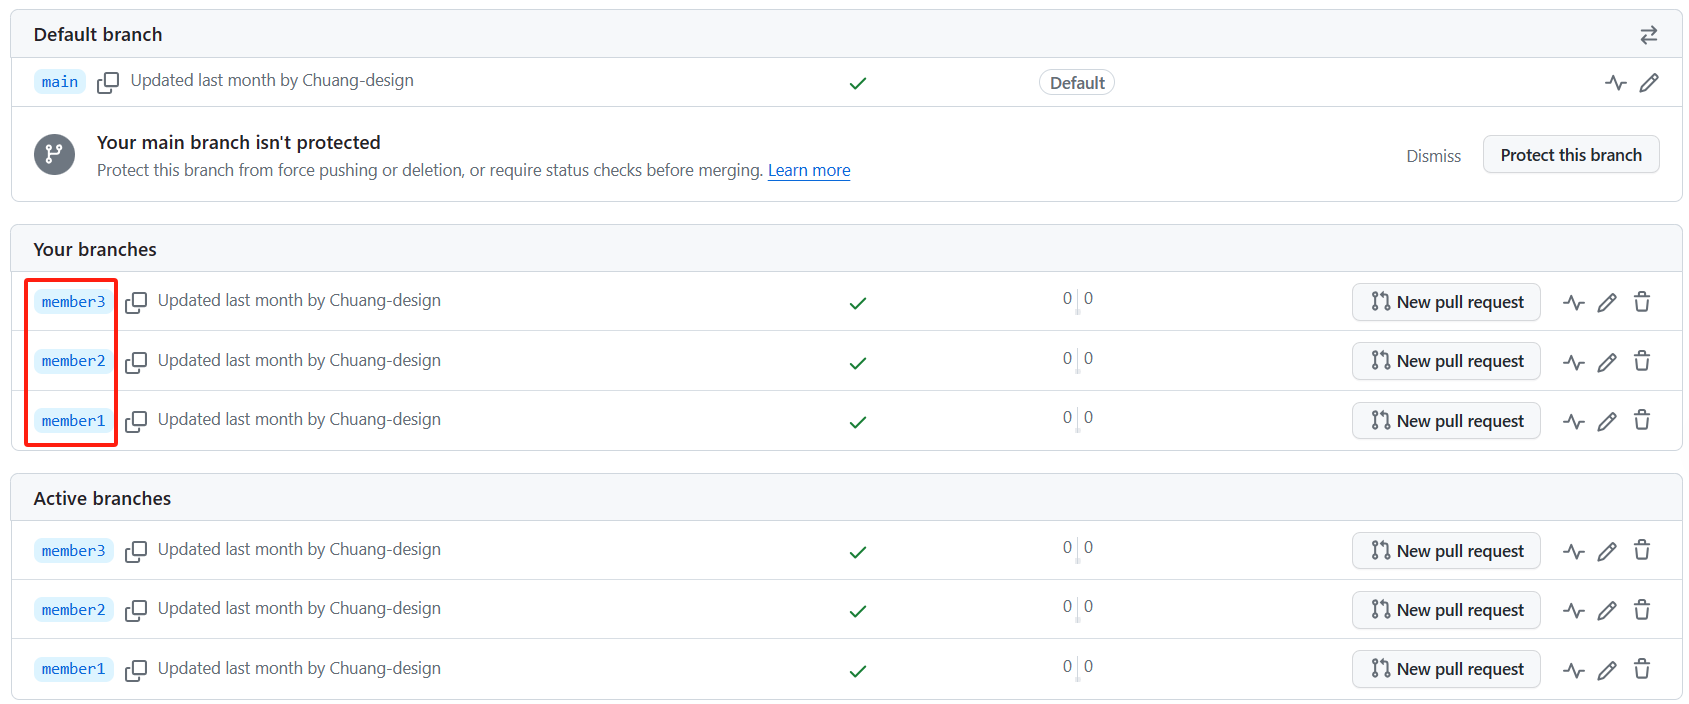 Default branch
main Updated last month by Chuang-design Default
Your main branch isn't protected
Protect this branch from force pushing or deletion, or require status checks before merging. Learn more
Dismiss Protect this branch
Your branches
member3 Updated last month by Chuang-design 0 0 New pull request
member2 Updated last month by Chuang-design 0 0 New pull request
member1 Updated last month by Chuang-design 0 0 New pull request
Active branches
member3 Updated last month by Chuang-design 0 0 New pull request
member2 Updated last month by Chuang-design 0 0 New pull request
member1 Updated last month by Chuang-design 0 0 New pull request